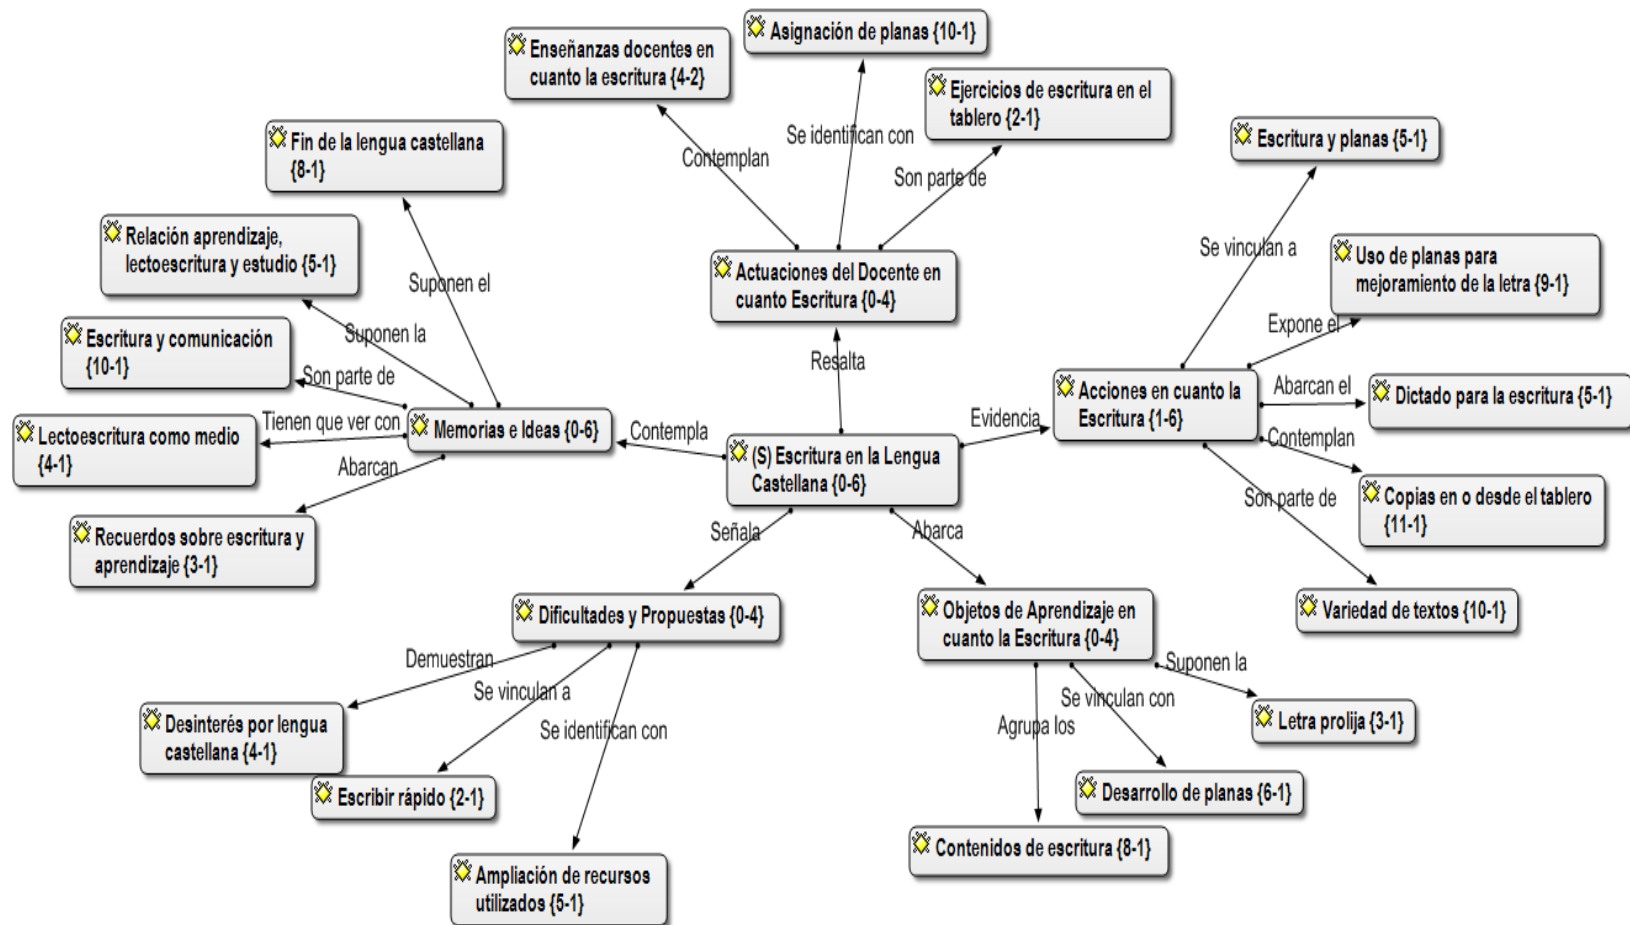 Asignación de planas {10-1}
Enseñanzas docentes en
cuanto la escritura {4-2}
Ejercicios de escritura en el
tablero {2-1}
Contemplan
Se identifican con
Son parte de
Fin de la lengua castellana
{8-1}
Escritura y planas {5-1}
Relación aprendizaje,
lectoescritura y estudio {5-1}
Suponen el
Actuaciones del Docente en
cuanto Escritura {0-4}
Se vinculan a
Uso de planas para
mejoramiento de la letra {9-1}
Suponen la
Escritura y comunicación
{10-1}
Son parte de
Resalta
Expone el
Acciones en cuanto la
Escritura {1-6}
Abarcan el
Dictado para la escritura {5-1}
Tienen que ver con
Memorias e Ideas {0-6}
Contempla
Evidencia
Contemplan
Lectoescritura como medio
{4-1}
Abarcan
(S) Escritura en la Lengua
Castellana {0-6}
Son parte de
Copias en o desde el tablero
{11-1}
Recuerdos sobre escritura y
aprendizaje {3-1}
Señala
Abarca
Dificultades y Propuestas {0-4}
Objetos de Aprendizaje en
cuanto la Escritura {0-4}
Variedad de textos {10-1}
Demuestran
Se vinculan a
Se identifican con
Agrupa los
Se vinculan con
Suponen la
Desinterés por lengua
castellana {4-1}
Letra prolija {3-1}
Escribir rápido {2-1}
Desarrollo de planas {6-1}
Contenidos de escritura {8-1}
Ampliación de recursos
utilizados {5-1}